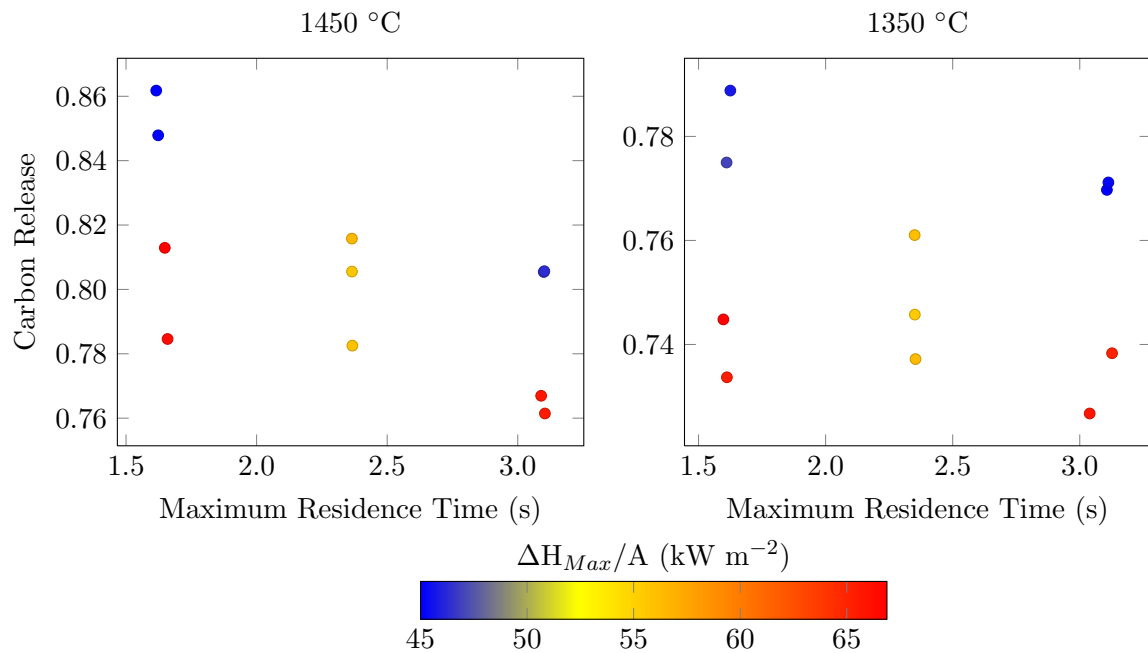 1450 °C
1350 °C
Carbon Release
0.86
0.84
0.82
0.80
0.78
0.76
0.78
0.76
0.74
1.5 2.0 2.5 3.0
1.5 2.0 2.5 3.0
Maximum Residence Time (s)
Maximum Residence Time (s)
ΔH_{Max}/A (kW m⁻²)
45 50 55 60 65